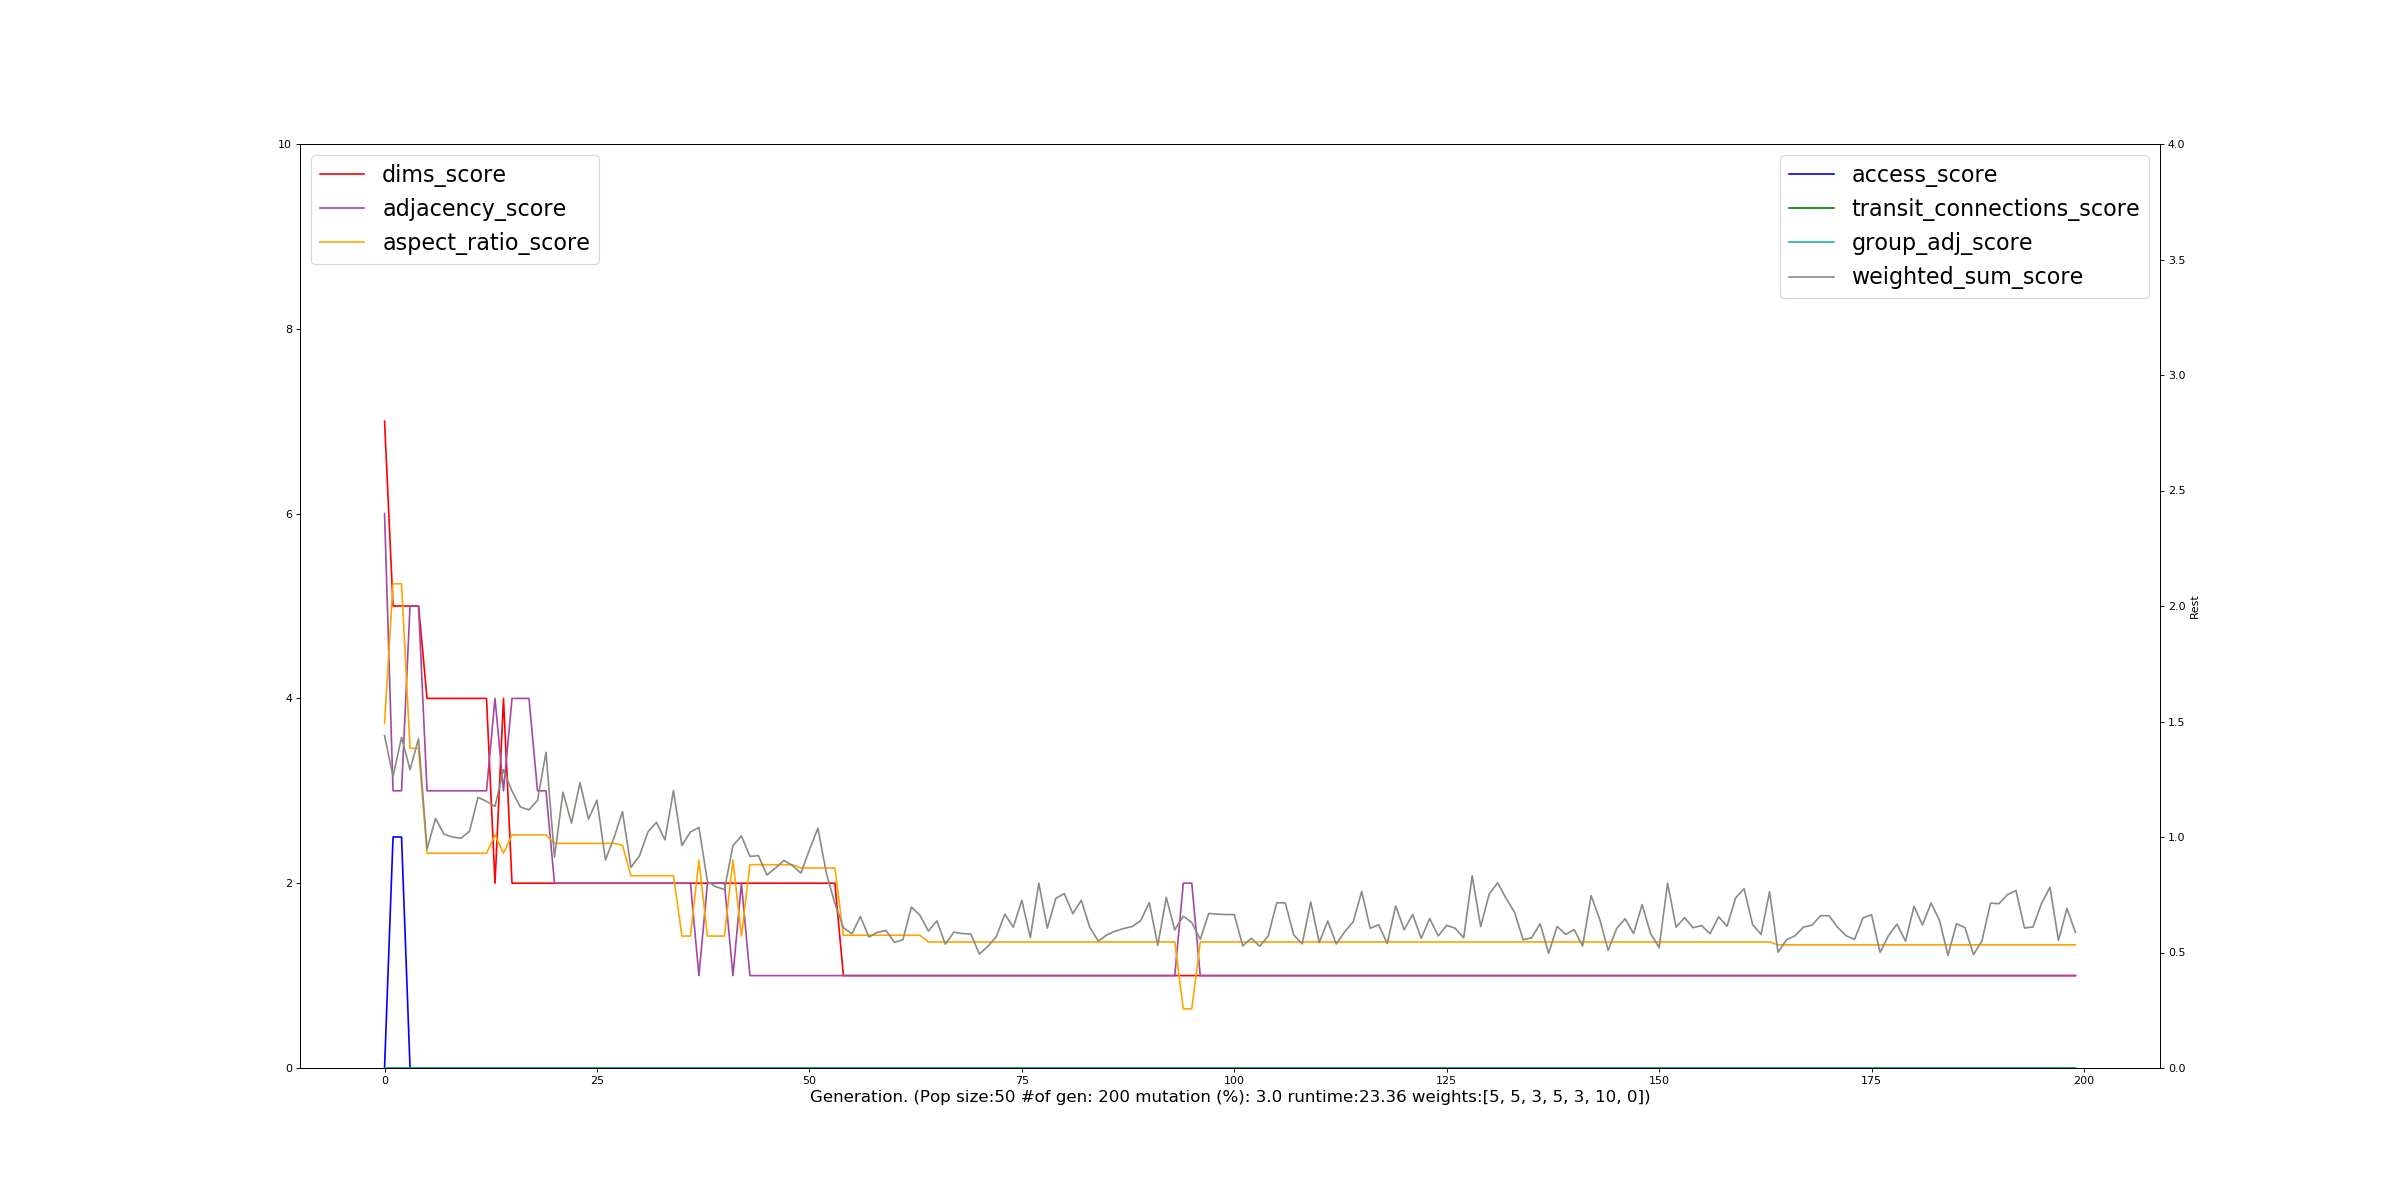 10
8
6
4
2
0
dims_score
adjacency_score
aspect_ratio_score
access_score
transit_connections_score
group_adj_score
weighted_sum_score
4.0
3.5
3.0
2.5
2.0
1.5
1.0
0.5
0.0
Rest
0 25 50 75 100 125 150 175 200
Generation. (Pop size:50 #of gen: 200 mutation (%): 3.0 runtime:23.36 weights:[5, 5, 3, 5, 3, 10, 0])